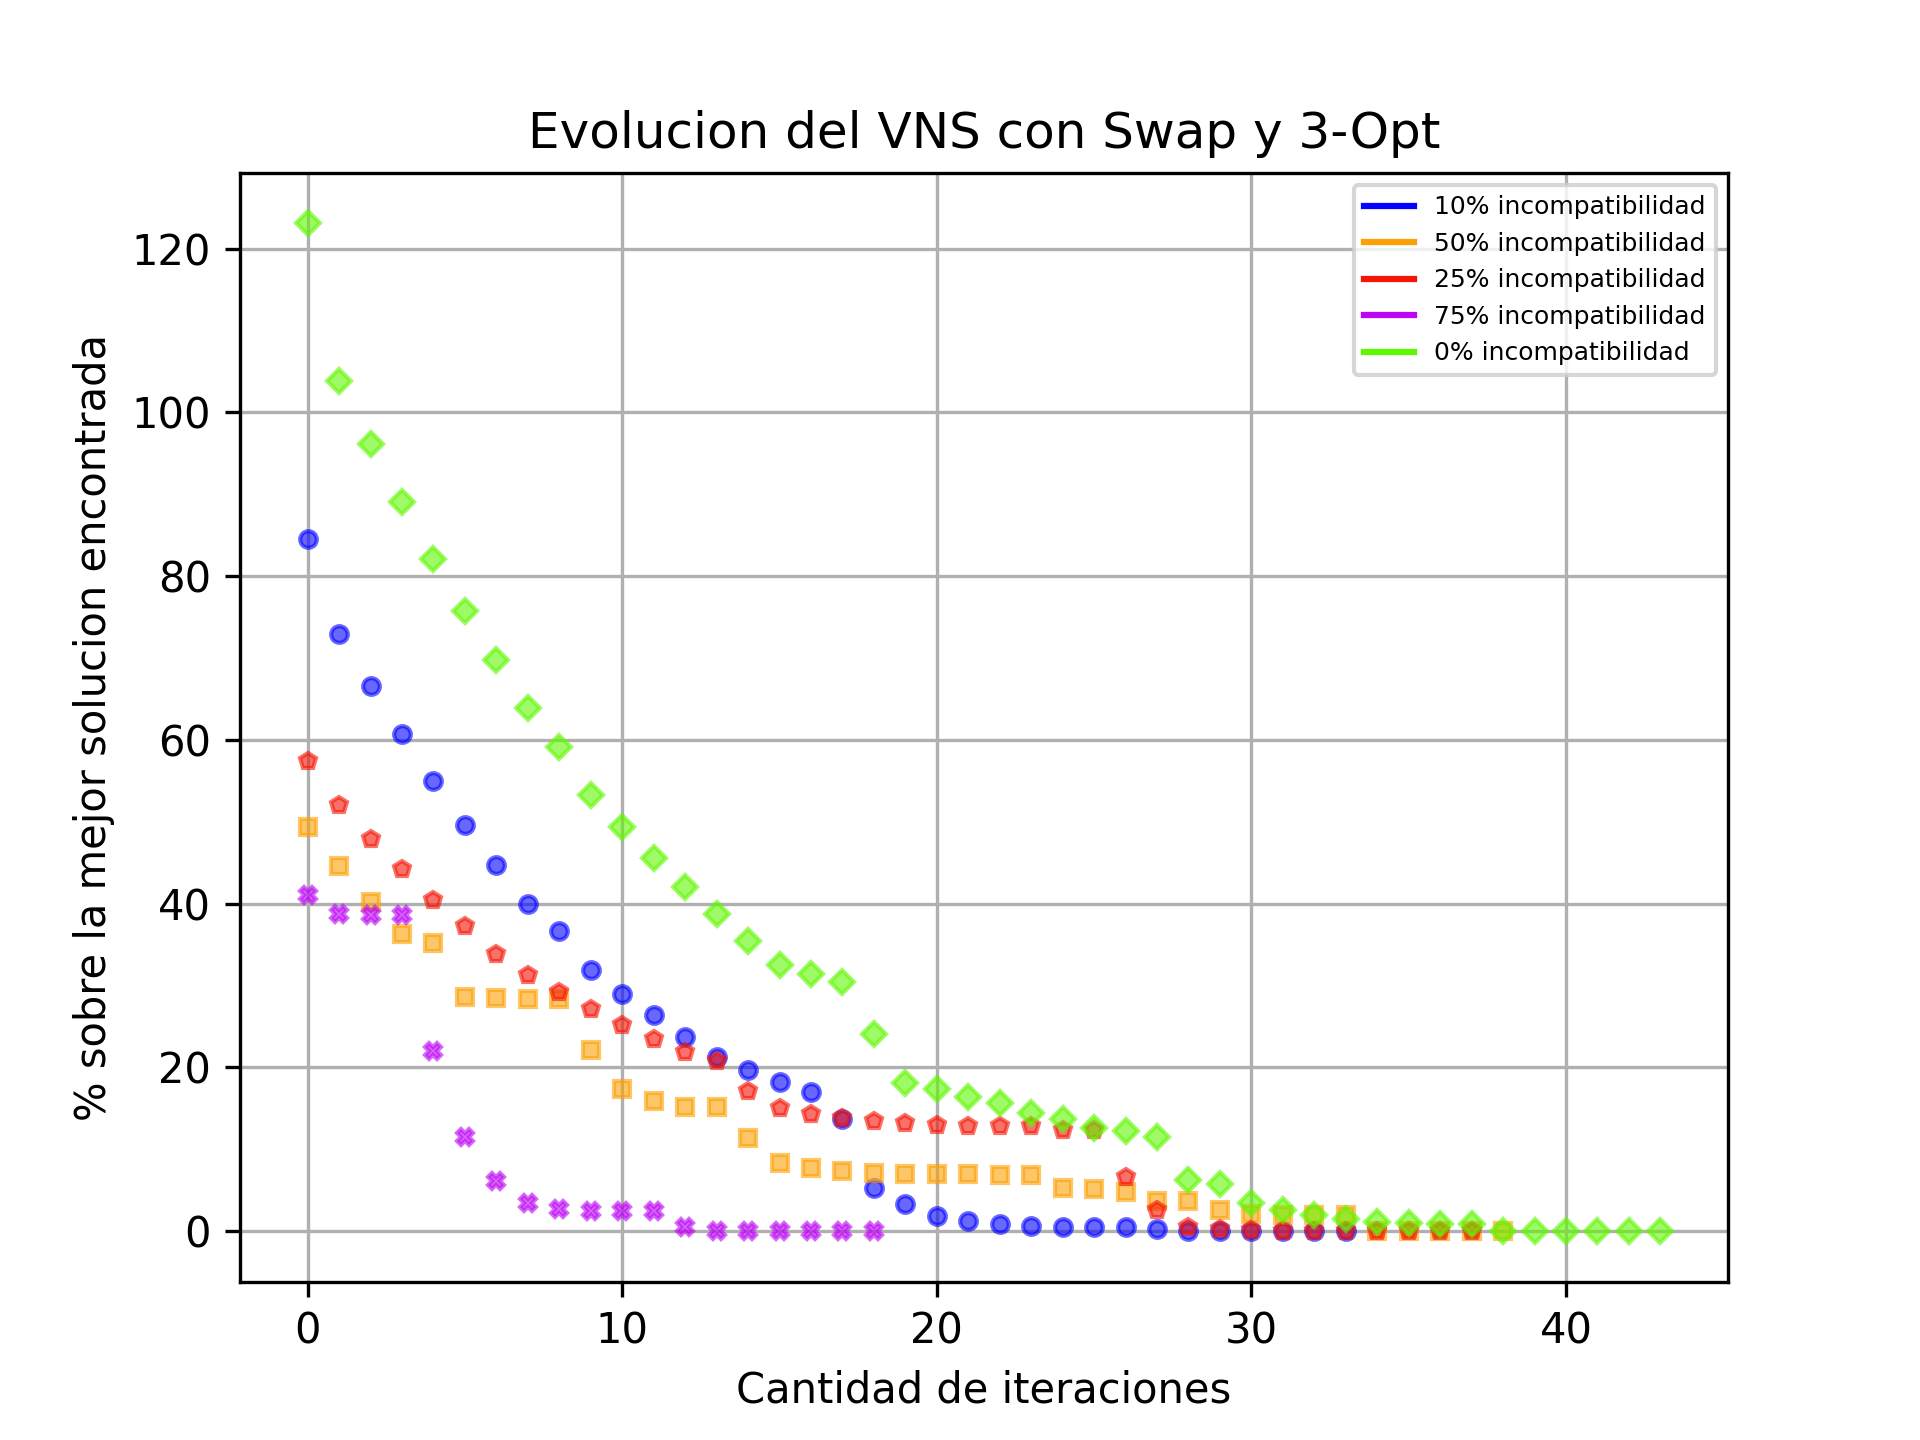 Evolucion del VNS con Swap y 3-Opt
10% incompatibilidad
50% incompatibilidad
25% incompatibilidad
75% incompatibilidad
0% incompatibilidad
% sobre la mejor solucion encontrada
120
100
80
60
40
20
0
0 10 20 30 40
Cantidad de iteraciones